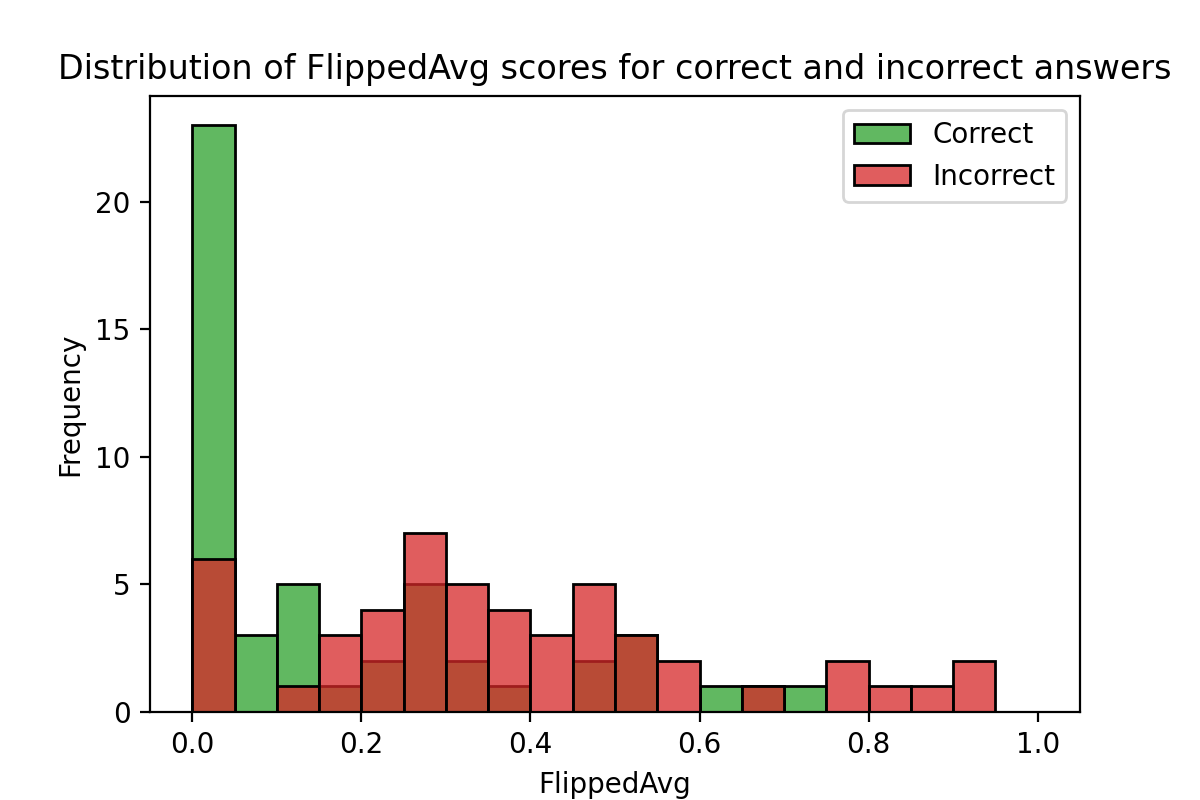 Distribution of FlippedAvg scores for correct and incorrect answers
Correct
Incorrect
Frequency
20
15
10
5
0
0.0 0.2 0.4 0.6 0.8 1.0
FlippedAvg